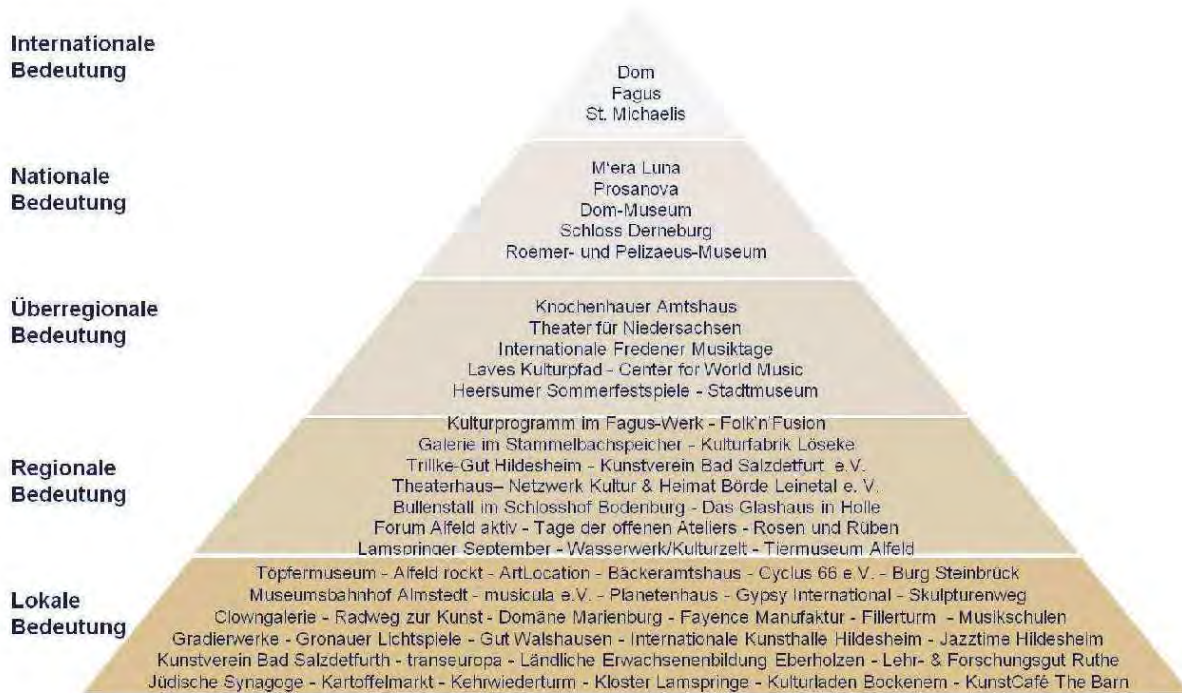 Internationale
Bedeutung
Dom
Fagus
St. Michaelis
Nationale
Bedeutung
M'era Luna
Prosanova
Dom-Museum
Schloss Derneburg
Roemer- und Pelizaeus-Museum
Überregionale
Bedeutung
Knochenhauer Amtshaus
Theater für Niedersachsen
Internationale Fredener Musiktage
Laves Kulturpfad - Center for World Music
Heersumer Sommerfestspiele - Stadtmuseum
Regionale
Bedeutung
Kulturprogramm im Fagus-Werk - Folk'n'Fusion
Galerie im Stammelbachspeicher - Kulturfabrik Löseke
Trillke-Gut Hildesheim - Kunstverein Bad Salzdetfurt e.V.
Theaterhaus– Netzwerk Kultur & Heimat Börde Leinetal e. V.
Bullenstall im Schlosshof Bodenburg - Das Glashaus in Holle
Forum Alfeld aktiv - Tage der offenen Ateliers - Rosen und Rüben
Lamspringer September - Wasserwerk/Kulturzelt - Tiermuseum Alfeld
Lokale
Bedeutung
Töpfermuseum - Alfeld rockt - ArtLocation - Bäckeramtshaus - Cyclus 66 e.V. - Burg Steinbrück
Museumsbahnhof Almstedt - musicula e.V. - Planetenhaus - Gypsy International - Skulpturenweg
Clowngalerie - Radweg zur Kunst - Domäne Marienburg - Fayence Manufaktur - Fillerturm - Musikschulen
Gradierwerke - Gronauer Lichtspiele - Gut Walshausen - Internationale Kunsthalle Hildesheim - Jazztime Hildesheim
Kunstverein Bad Salzdetfurth - transeuropa - Ländliche Erwachsenenbildung Eberholzen - Lehr- & Forschungsgut Ruthe
Jüdische Synagoge - Kartoffelmarkt - Kehrwiederturm - Kloster Lamspringe - Kulturladen Bockenem - KunstCafé The Barn